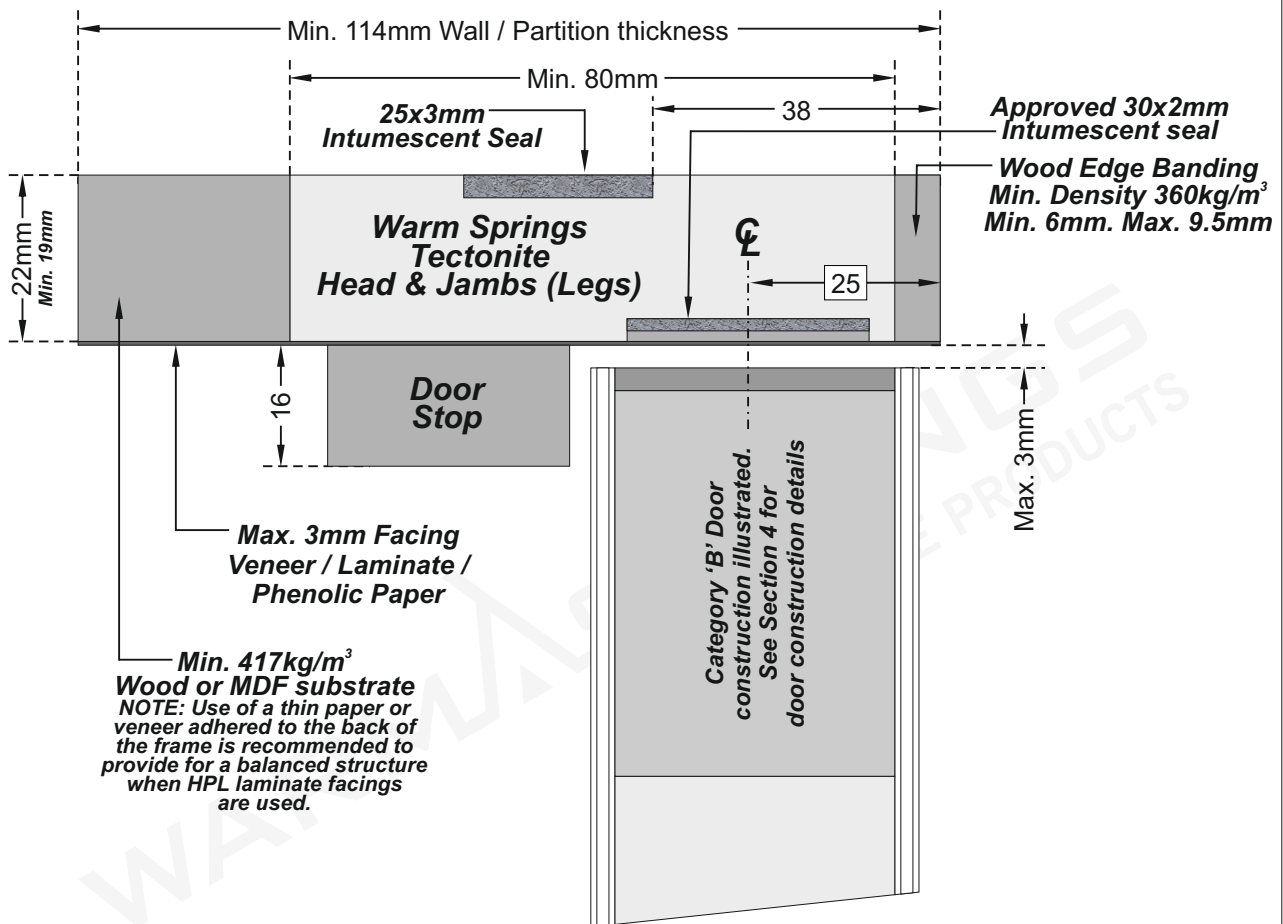 Min. 114mm Wall / Partition thickness
Min. 80mm
25x3mm
Intumescent Seal
38
Approved 30x2mm
Intumescent seal
Wood Edge Banding
Min. Density 360kg/m³
Min. 6mm. Max. 9.5mm
22mm
Min. 19mm
Warm Springs
Tectonite
Head & Jambs (Legs)
CL
25
16
Door
Stop
Max. 3mm
Max. 3mm Facing
Veneer / Laminate /
Phenolic Paper
Category ‘B’ Door
construction illustrated.
See Section 4 for
door construction details
Min. 417kg/m³
Wood or MDF substrate
NOTE: Use of a thin paper or
veneer adhered to the back of
the frame is recommended to
provide for a balanced structure
when HPL laminate facings
are used.
PRODUCTS